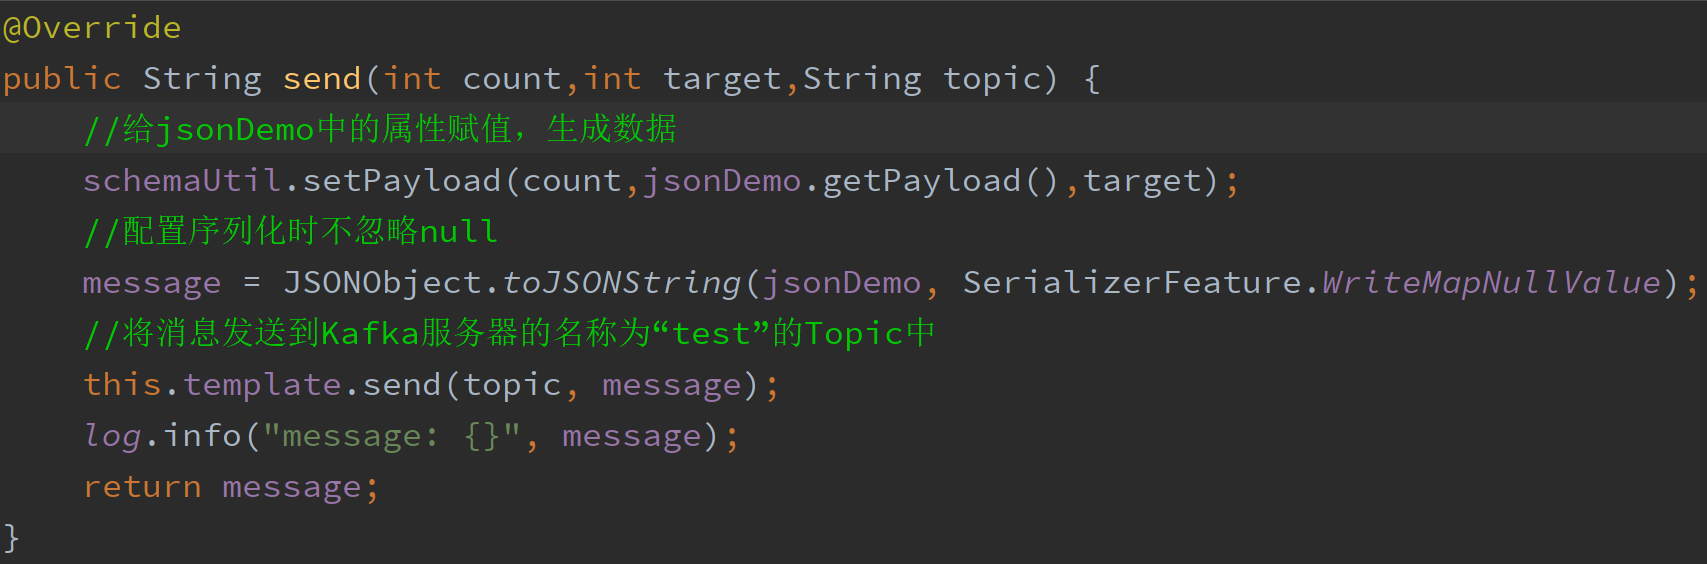 @Override
public String send(int count,int target,String topic) {
    //给jsonDemo中的属性赋值，生成数据
    schemaUtil.setPayload(count,jsonDemo.getPayload(),target);
    //配置序列化时不忽略null
    message = JSONObject.toJSONString(jsonDemo, SerializerFeature.WriteMapNullValue);
    //将消息发送到Kafka服务器的名称为“test”的Topic中
    this.template.send(topic, message);
    log.info("message: {}", message);
    return message;
}